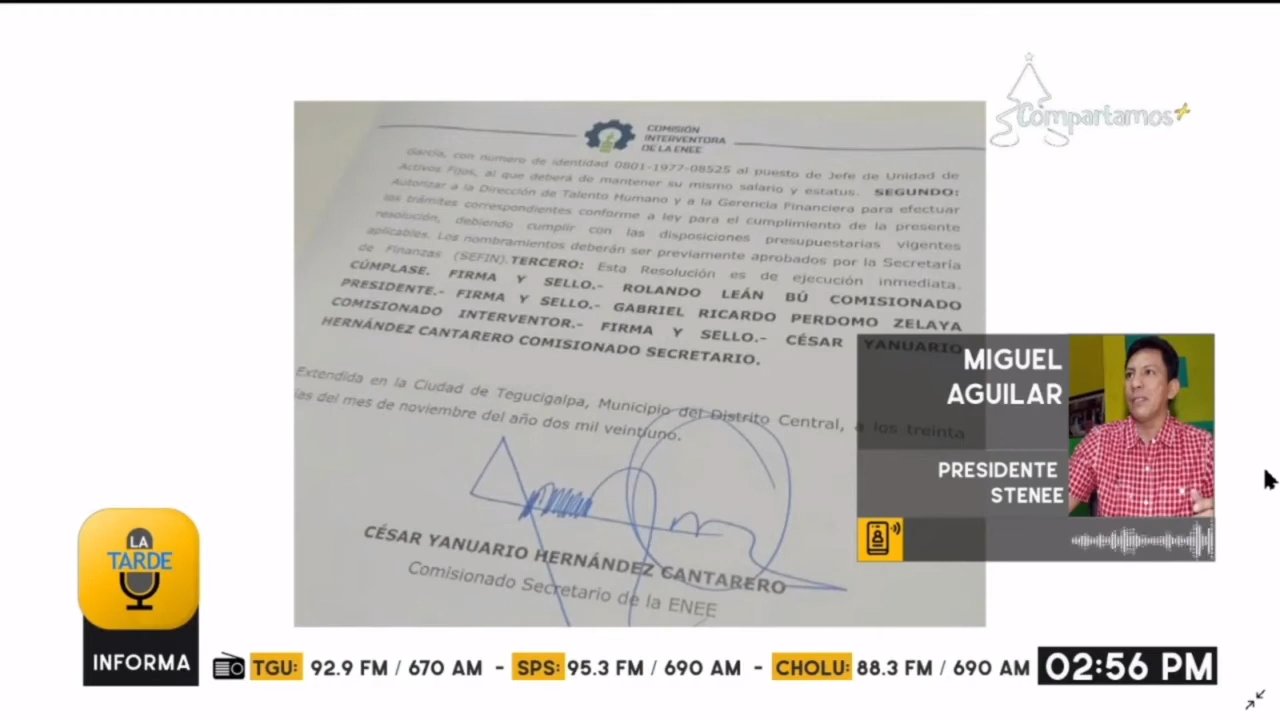 Compartamos+
COMISIÓN
INTERVENTORA
DE LA ENEE
García, con número de identidad 0801-1977-08525 al puesto de Jefe de Unidad de
Activos Fijos, al que deberá de mantener su mismo salario y estatus. SEGUNDO:
Autorizar a la Dirección de Talento Humano y a la Gerencia Financiera para efectuar
los trámites correspondientes conforme a ley para el cumplimiento de la presente
resolución, debiendo cumplir con las disposiciones presupuestarias vigentes
aplicables. Los nombramientos deberán ser previamente aprobados por la Secretaría
de Finanzas (SEFIN). TERCERO: Esta Resolución es de ejecución inmediata.
CÚMPLASE. FIRMA Y SELLO.- ROLANDO LEÁN BÚ COMISIONADO
PRESIDENTE.- FIRMA Y SELLO.- GABRIEL RICARDO PERDOMO ZELAYA
COMISIONADO INTERVENTOR.- FIRMA Y SELLO.- CÉSAR YANUARIO
HERNÁNDEZ CANTARERO COMISIONADO SECRETARIO.
Extendida en la Ciudad de Tegucigalpa, Municipio del Distrito Central, a los treinta
ías del mes de noviembre del año dos mil veintiuno.
CÉSAR YANUARIO HERNÁNDEZ CANTARERO
Comisionado Secretario de la ENEE
MIGUEL
AGUILAR
PRESIDENTE
STENEE
LA
TARDE
INFORMA
TGU: 92.9 FM / 670 AM - SPS: 95.3 FM / 690 AM - CHOLU: 88.3 FM / 690 AM 02:56 PM